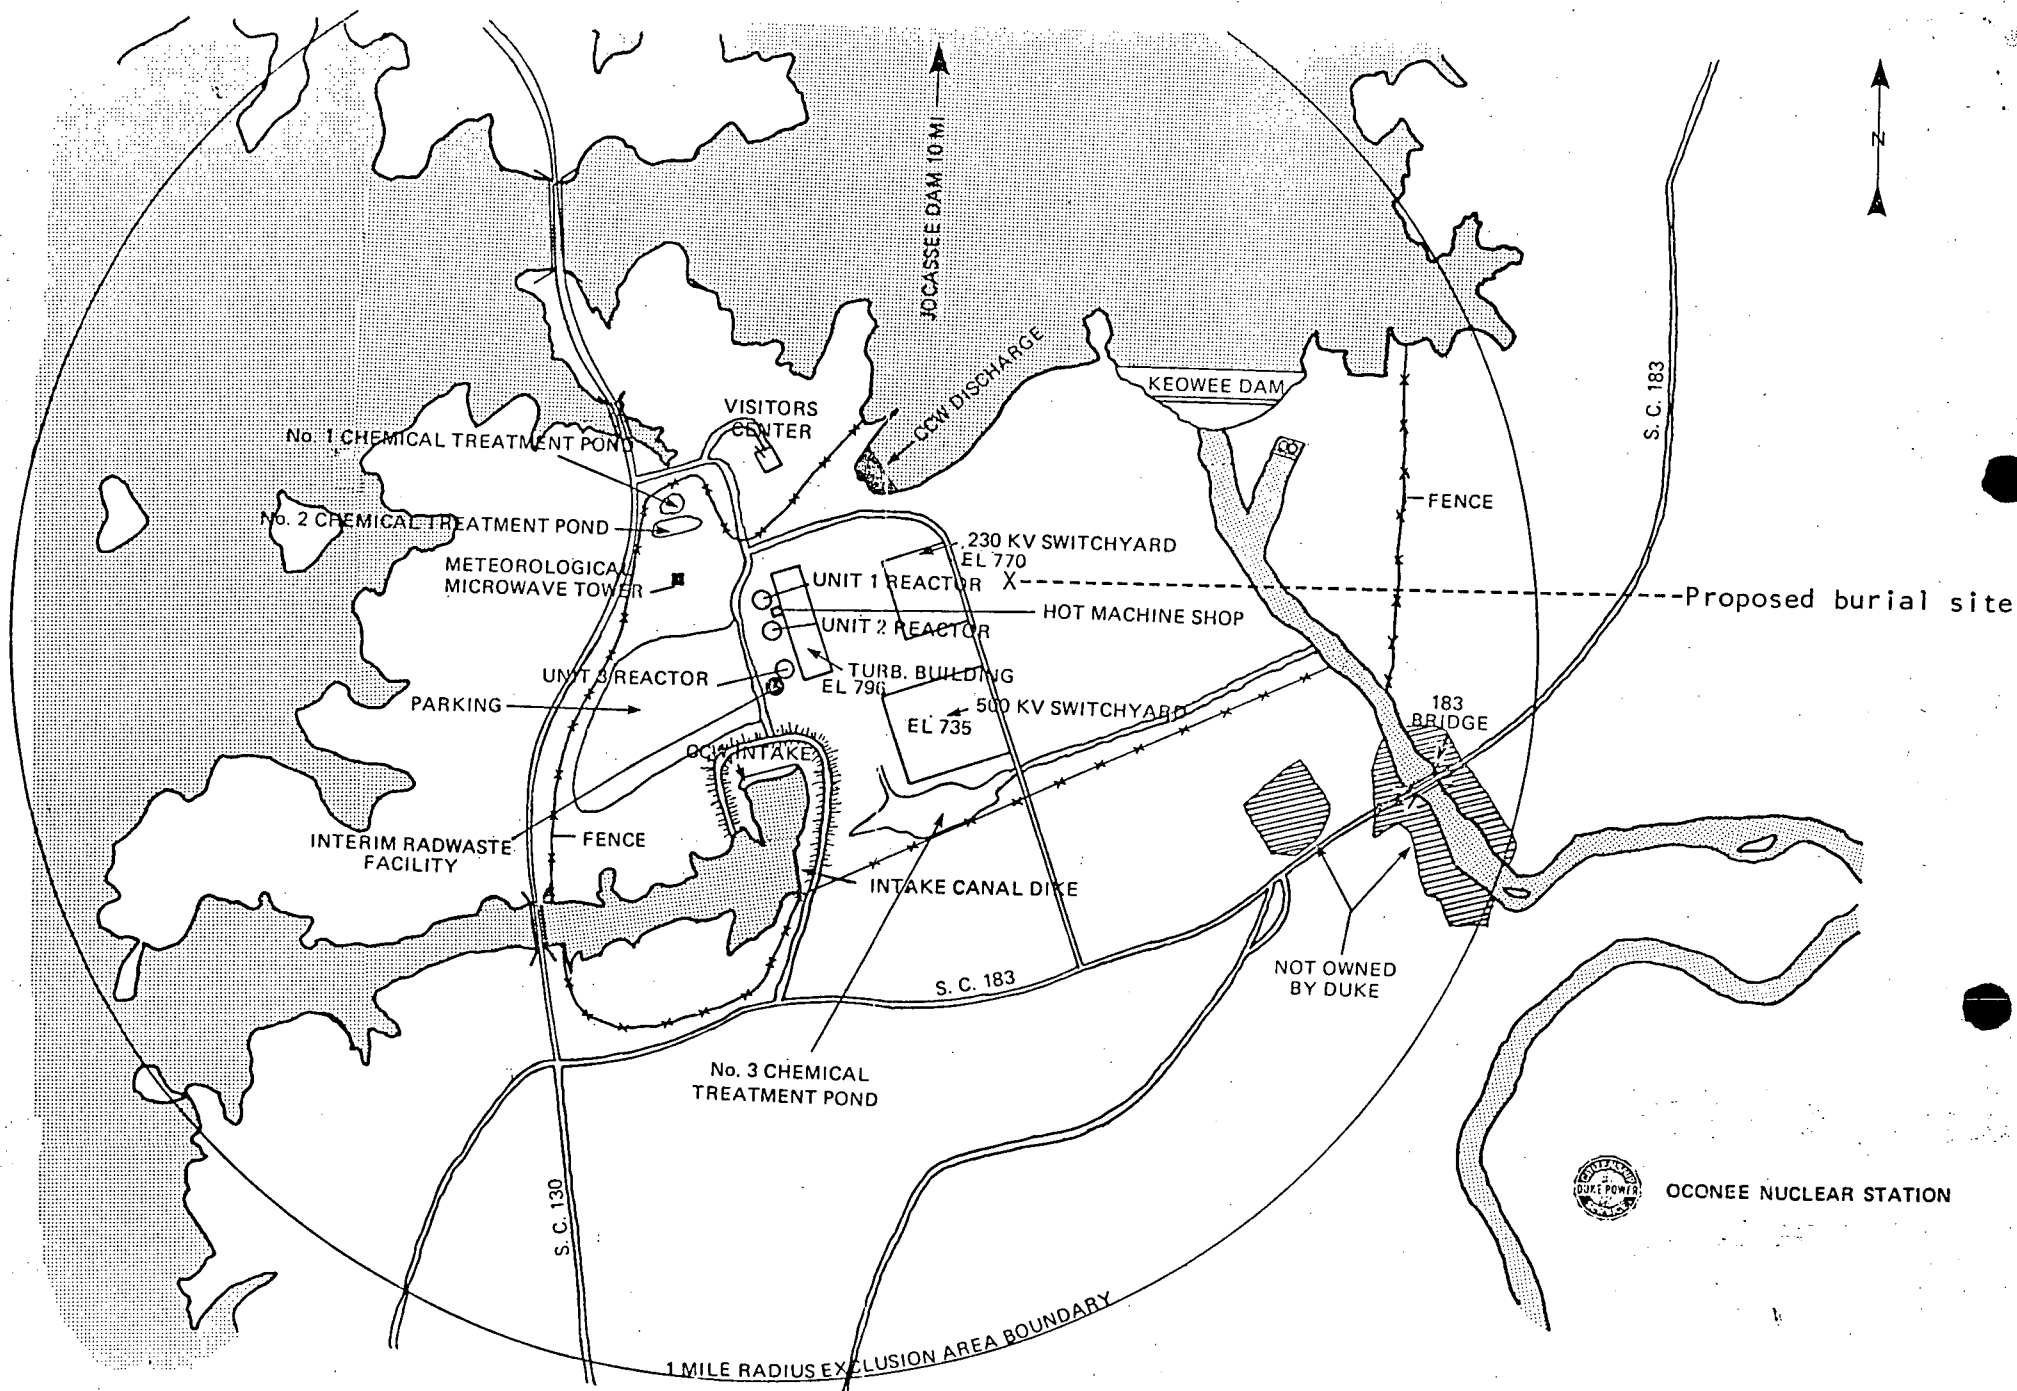 JOCASSEE DAM 10 MI
N
S. C. 183
CCW DISCHARGE
KEOWEE DAM
VISITORS
CENTER
No. 1 CHEMICAL TREATMENT POND
No. 2 CHEMICAL TREATMENT POND
FENCE
230 KV SWITCHYARD
EL 770
METEOROLOGICAL
MICROWAVE TOWER
UNIT 1 REACTOR
X
Proposed burial site
HOT MACHINE SHOP
UNIT 2 REACTOR
UNIT 3 REACTOR
TURB. BUILDING
EL 796
PARKING
500 KV SWITCHYARD
EL 735
183
BRIDGE
CCW INTAKE
INTERIM RADWASTE
FACILITY
FENCE
INTAKE CANAL DIKE
NOT OWNED
BY DUKE
S. C. 183
No. 3 CHEMICAL
TREATMENT POND
S. C. 130
DUKE POWER
OCONEE NUCLEAR STATION
1 MILE RADIUS EXCLUSION AREA BOUNDARY